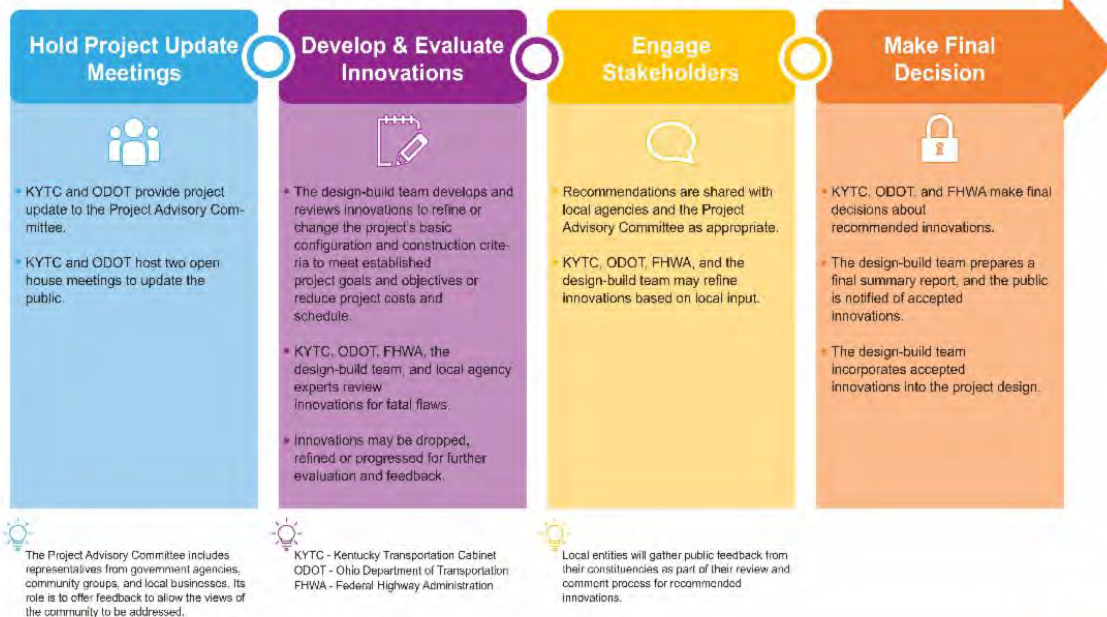 Hold Project Update
Meetings
KYTC and ODOT provide project
update to the Project Advisory Com-
mittee.
KYTC and ODOT host two open
house meetings to update the
public.
The Project Advisory Committee includes
representatives from government agencies,
community groups, and local businesses. Its
role is to offer feedback to allow the views of
the community to be addressed.
Develop & Evaluate
Innovations
The design-build team develops and
reviews innovations to refine or
change the project's basic
configuration and construction crite-
ria to meet established
project goals and objectives or
reduce project costs and
schedule.
KYTC, ODOT, FHWA, the
design-build team, and local agency
experts review
innovations for fatal flaws.
Innovations may be dropped,
refined or progressed for further
evaluation and feedback.
KYTC - Kentucky Transportation Cabinet
ODOT - Ohio Department of Transportation
FHWA - Federal Highway Administration
Engage
Stakeholders
Recommendations are shared with
local agencies and the Project
Advisory Committee as appropriate.
KYTC, ODOT, FHWA, and the
design-build team may refine
innovations based on local input.
Local entities will gather public feedback from
their constituencies as part of their review and
comment process for recommended
innovations.
Make Final
Decision
KYTC, ODOT, and FHWA make final
decisions about
recommended innovations.
The design-build team prepares a
final summary report, and the public
is notified of accepted
innovations.
The design-build team
incorporates accepted
innovations into the project design.